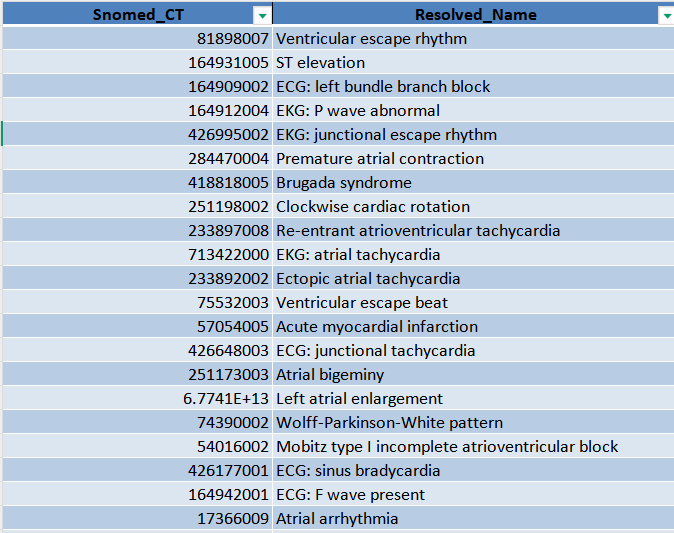 Snomed_CT Resolved_Name
81898007 Ventricular escape rhythm
164931005 ST elevation
164909002 ECG: left bundle branch block
164912004 EKG: P wave abnormal
426995002 EKG: junctional escape rhythm
284470004 Premature atrial contraction
418818005 Brugada syndrome
251198002 Clockwise cardiac rotation
233897008 Re-entrant atrioventricular tachycardia
713422000 EKG: atrial tachycardia
233892002 Ectopic atrial tachycardia
75532003 Ventricular escape beat
57054005 Acute myocardial infarction
426648003 ECG: junctional tachycardia
251173003 Atrial bigeminy
6.7741E+13 Left atrial enlargement
74390002 Wolff-Parkinson-White pattern
54016002 Mobitz type I incomplete atrioventricular block
426177001 ECG: sinus bradycardia
164942001 ECG: F wave present
17366009 Atrial arrhythmia